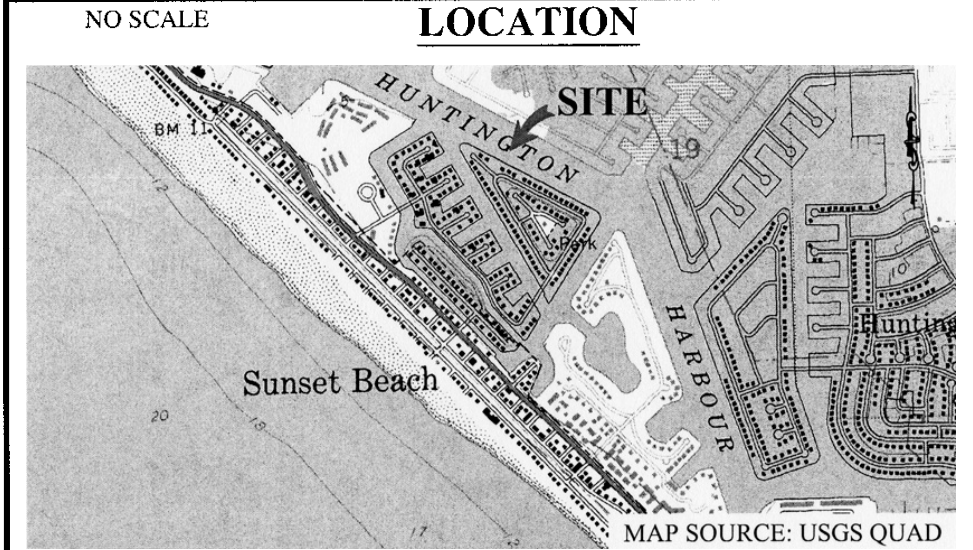 NO SCALE
LOCATION
HUNTINGTON
SITE
BM 11
19
12
Park
HARBOUR
Hunting
Sunset Beach
20
17
MAP SOURCE: USGS QUAD